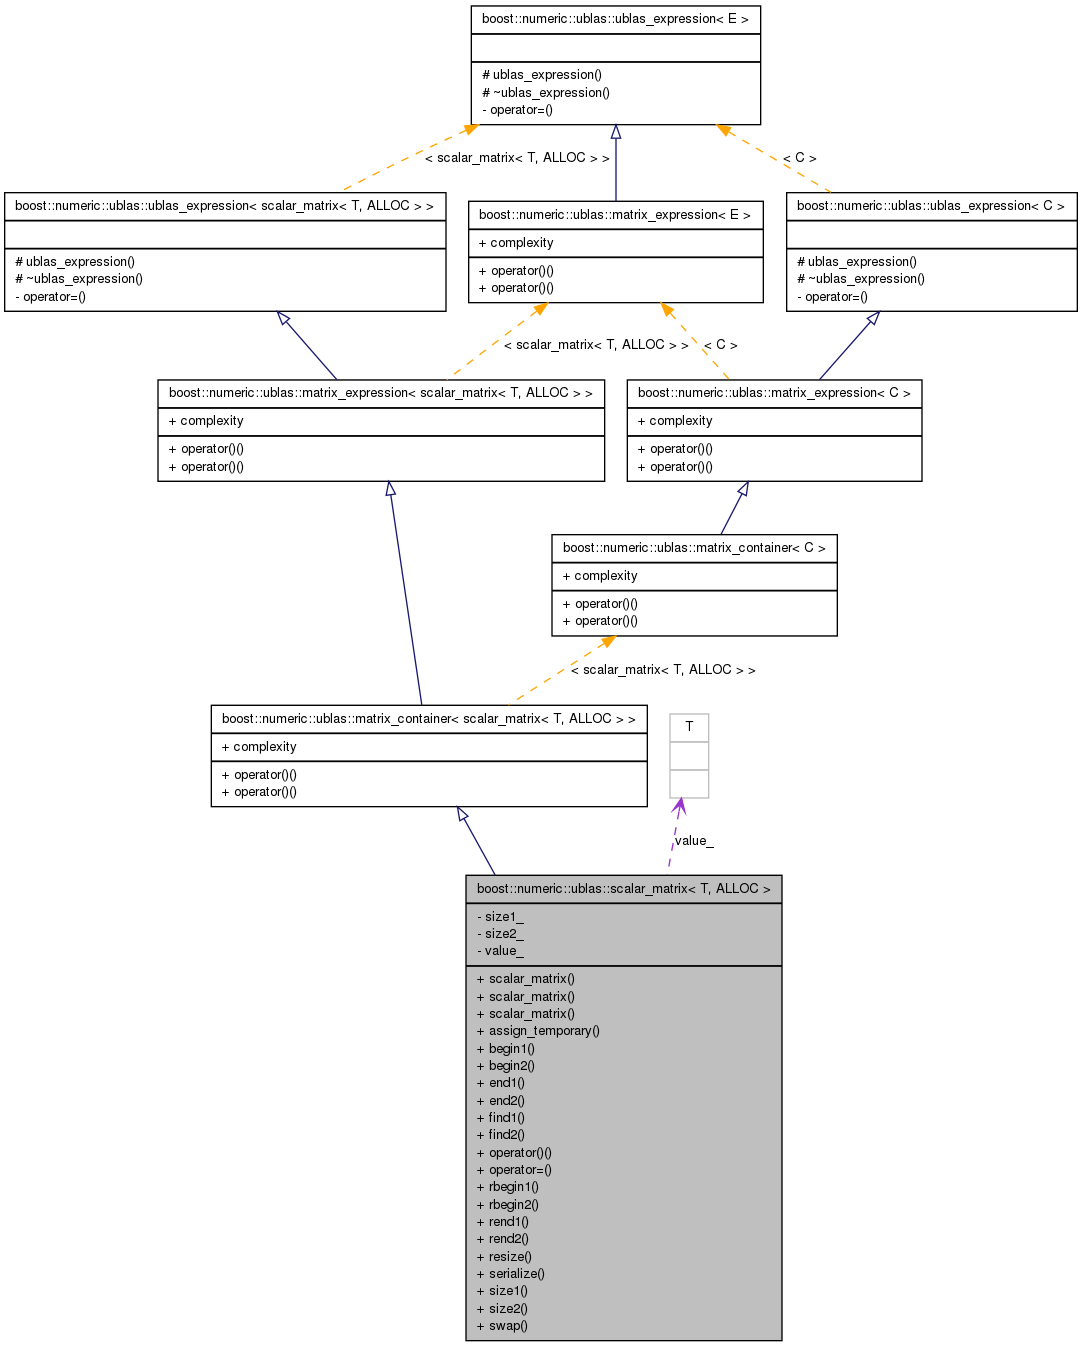 boost::numeric::ublas::ublas_expression< E >
# ublas_expression()
# ~ublas_expression()
- operator=()
< scalar_matrix< T, ALLOC > >
< C >
boost::numeric::ublas::ublas_expression< scalar_matrix< T, ALLOC > >
# ublas_expression()
# ~ublas_expression()
- operator=()
boost::numeric::ublas::matrix_expression< E >
+ complexity
+ operator()()
+ operator()()
boost::numeric::ublas::ublas_expression< C >
# ublas_expression()
# ~ublas_expression()
- operator=()
< scalar_matrix< T, ALLOC > >
< C >
boost::numeric::ublas::matrix_expression< scalar_matrix< T, ALLOC > >
+ complexity
+ operator()()
+ operator()()
boost::numeric::ublas::matrix_expression< C >
+ complexity
+ operator()()
+ operator()()
boost::numeric::ublas::matrix_container< C >
+ complexity
+ operator()()
+ operator()()
< scalar_matrix< T, ALLOC > >
boost::numeric::ublas::matrix_container< scalar_matrix< T, ALLOC > >
+ complexity
+ operator()()
+ operator()()
T
value_
boost::numeric::ublas::scalar_matrix< T, ALLOC >
- size1_
- size2_
- value_
+ scalar_matrix()
+ scalar_matrix()
+ scalar_matrix()
+ assign_temporary()
+ begin1()
+ begin2()
+ end1()
+ end2()
+ find1()
+ find2()
+ operator()()
+ operator=()
+ rbegin1()
+ rbegin2()
+ rend1()
+ rend2()
+ resize()
+ serialize()
+ size1()
+ size2()
+ swap()